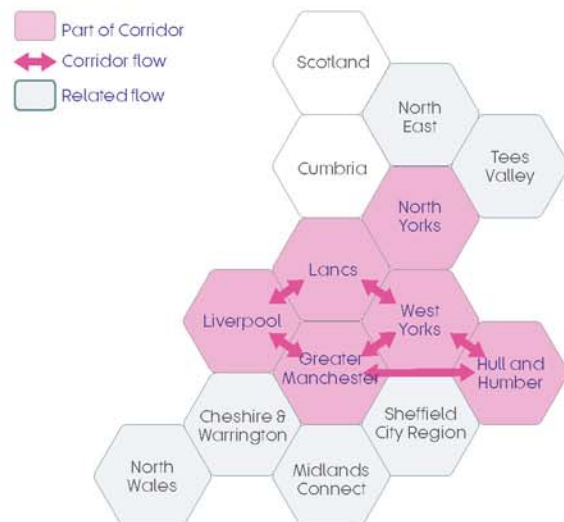 Part of Corridor
Corridor flow
Related flow
Scotland
North
East
Tees
Valley
Cumbria
North
Yorks
Lancs
West
Yorks
Liverpool
Greater
Manchester
Hull and
Humber
Cheshire &
Warrington
Sheffield
City Region
North
Wales
Midlands
Connect